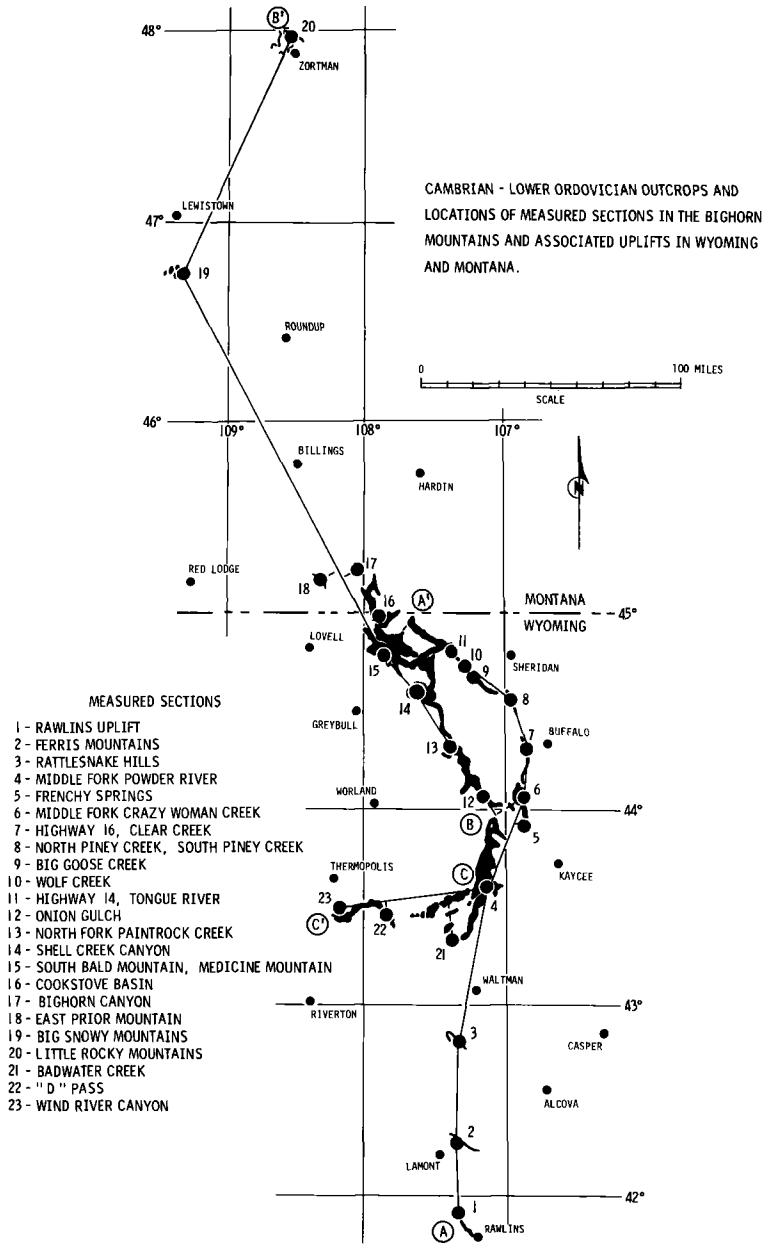 B'
20
48°
ZORTMAN
CAMBRIAN - LOWER ORDOVICIAN OUTCROPS AND
LOCATIONS OF MEASURED SECTIONS IN THE BIGHORN
MOUNTAINS AND ASSOCIATED UPLIFTS IN WYOMING
AND MONTANA.
LEWISTOWN
47°
19
ROUNDUP
0
100 MILES
SCALE
46°
109°
108°
107°
BILLINGS
HARDIN
N
17
RED LODGE
18
16
A'
MONTANA
45°
WYOMING
LOVELL
11
10
SHERIDAN
15
9
14
8
GREYBULL
7
BUFFALO
13
WORLAND
12
6
44°
B
5
KAYCEE
THERMOPOLIS
C
4
23
C'
22
21
WALTMAN
43°
RIVERTON
3
CASPER
ALCOVA
2
LAMONT
42°
1
A
RAWLINS
MEASURED SECTIONS
1 - RAWLINS UPLIFT
2 - FERRIS MOUNTAINS
3 - RATTLESNAKE HILLS
4 - MIDDLE FORK POWDER RIVER
5 - FRENCHY SPRINGS
6 - MIDDLE FORK CRAZY WOMAN CREEK
7 - HIGHWAY 16, CLEAR CREEK
8 - NORTH PINEY CREEK, SOUTH PINEY CREEK
9 - BIG GOOSE CREEK
10 - WOLF CREEK
11 - HIGHWAY 14, TONGUE RIVER
12 - ONION GULCH
13 - NORTH FORK PAINTROCK CREEK
14 - SHELL CREEK CANYON
15 - SOUTH BALD MOUNTAIN, MEDICINE MOUNTAIN
16 - COOKSTOVE BASIN
17 - BIGHORN CANYON
18 - EAST PRIOR MOUNTAIN
19 - BIG SNOWY MOUNTAINS
20 - LITTLE ROCKY MOUNTAINS
21 - BADWATER CREEK
22 - "D" PASS
23 - WIND RIVER CANYON